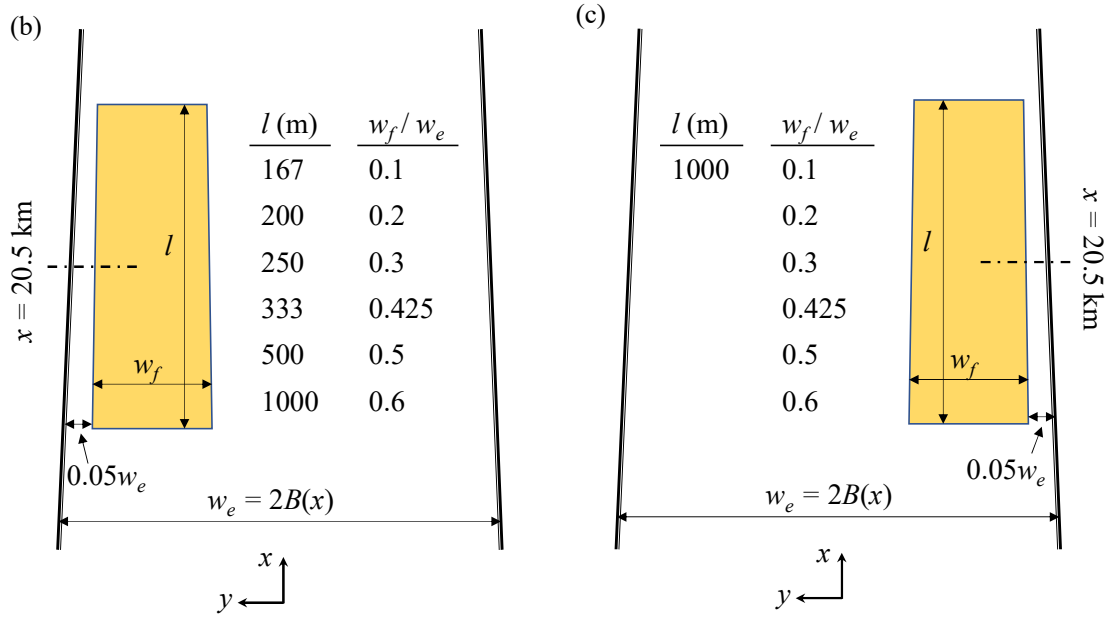 (b)
l (m) w_f / w_e
167 0.1
200 0.2
250 0.3
333 0.425
500 0.5
1000 0.6
x = 20.5 km
l
w_f
0.05w_e
w_e = 2B(x)
x
y
(c)
l (m) w_f / w_e
1000 0.1
0.2
0.3
0.425
0.5
0.6
x = 20.5 km
l
w_f
0.05w_e
w_e = 2B(x)
x
y